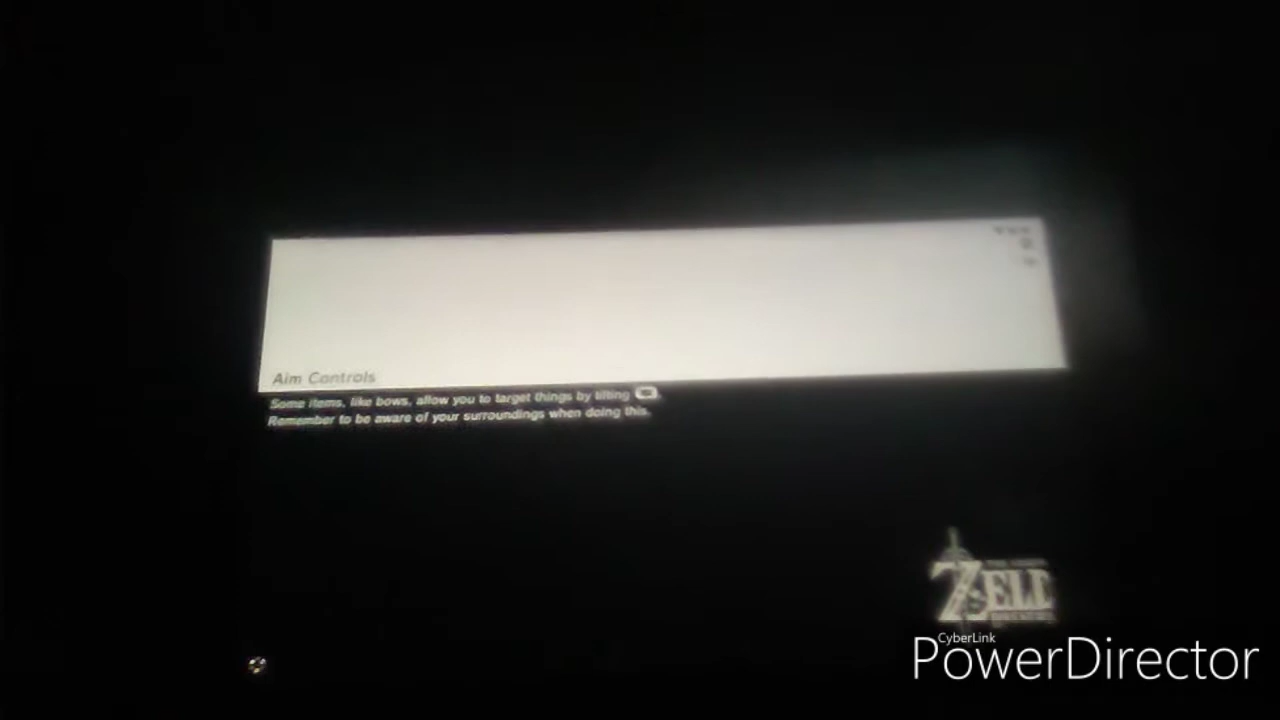 Aim Controls
Some items, like bows, allow you to target things by tilting
Remember to be aware of your surroundings when doing this.
ZELD
CyberLink
PowerDirector